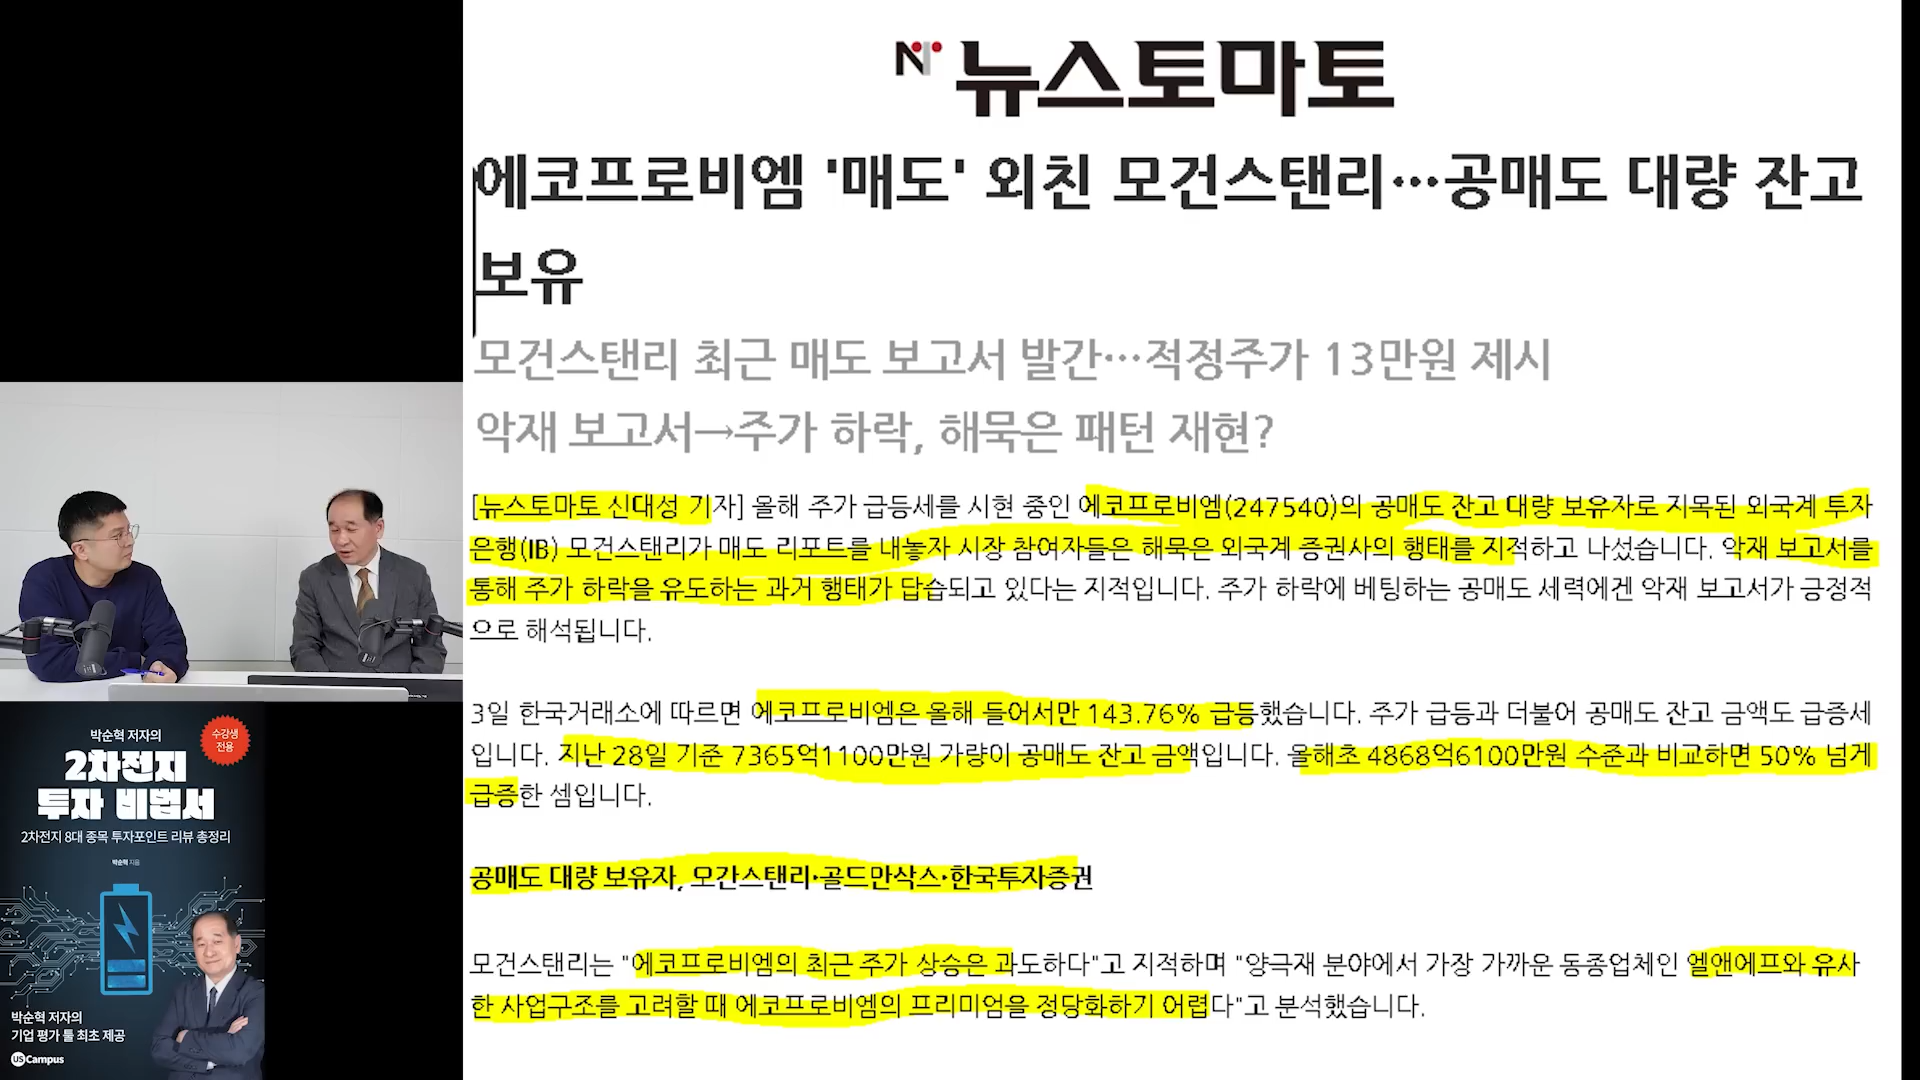 뉴스토마토
에코프로비엠 '매도' 외친 모건스탠리…공매도 대량 잔고
보유
모건스탠리 최근 매도 보고서 발간…적정주가 13만원 제시
악재 보고서→주가 하락, 해묵은 패턴 재현?
[뉴스토마토 신대성 기자] 올해 주가 급등세를 시현 중인 에코프로비엠(247540)의 공매도 잔고 대량 보유자로 지목된 외국계 투자
은행(IB) 모건스탠리가 매도 리포트를 내놓자 시장 참여자들은 해묵은 외국계 증권사의 행태를 지적하고 나섰습니다. 악재 보고서를
통해 주가 하락을 유도하는 과거 행태가 답습되고 있다는 지적입니다. 주가 하락에 베팅하는 공매도 세력에겐 악재 보고서가 긍정적
으로 해석됩니다.
3일 한국거래소에 따르면 에코프로비엠은 올해 들어서만 143.76% 급등했습니다. 주가 급등과 더불어 공매도 잔고 금액도 급증세
입니다. 지난 28일 기준 7365억1100만원 가량이 공매도 잔고 금액입니다. 올해초 4868억6100만원 수준과 비교하면 50% 넘게
급증한 셈입니다.
공매도 대량 보유자, 모간스탠리·골드만삭스·한국투자증권
모건스탠리는 "에코프로비엠의 최근 주가 상승은 과도하다"고 지적하며 "양극재 분야에서 가장 가까운 동종업체인 엘앤에프와 유사
한 사업구조를 고려할 때 에코프로비엠의 프리미엄을 정당화하기 어렵다"고 분석했습니다.
박순혁 저자의
수강생
전용
2차전지
투자 비법서
2차전지 8대 종목 투자포인트 리뷰 총정리
박순혁 지음
박순혁 저자의
기업 평가 툴 최초 제공
US Campus